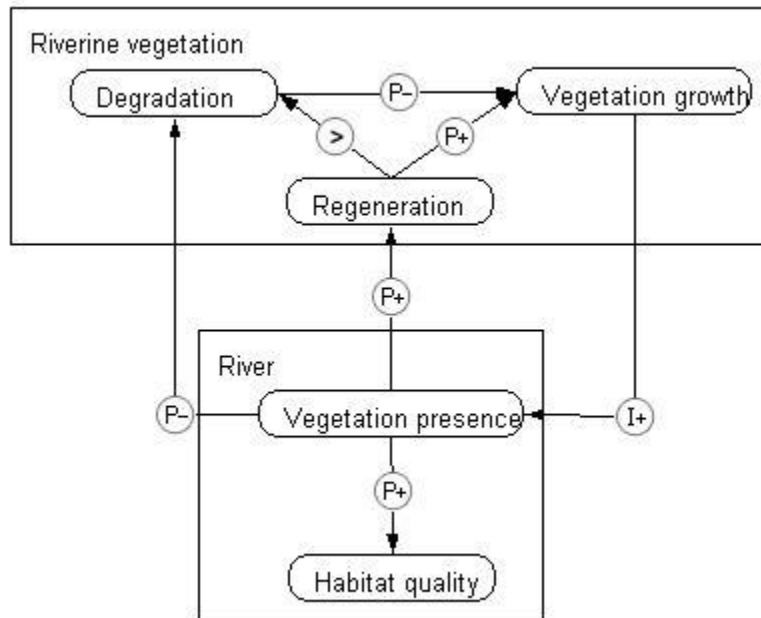 Riverine vegetation
Degradation
P-
Vegetation growth
>
P+
Regeneration
P+
River
P-
Vegetation presence
I+
P+
Habitat quality